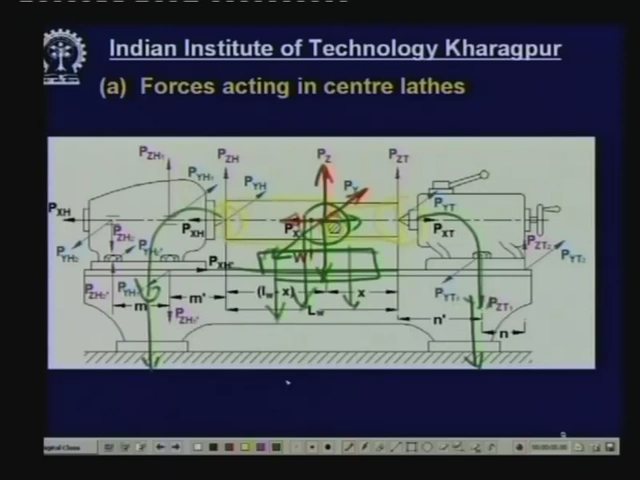 Indian Institute of Technology Kharagpur
(a) Forces acting in centre lathes
PZH1 PZH PZ PZT
PYH1 PYH PY PYT
PXH PXH PX PXT
PZH2 W PZT2
PYH2 PYH2' PXH' PYT2
PZH2' PYH1' PYT1 PZT1
m m' (lw- x) x
PZH1' Lw n' n